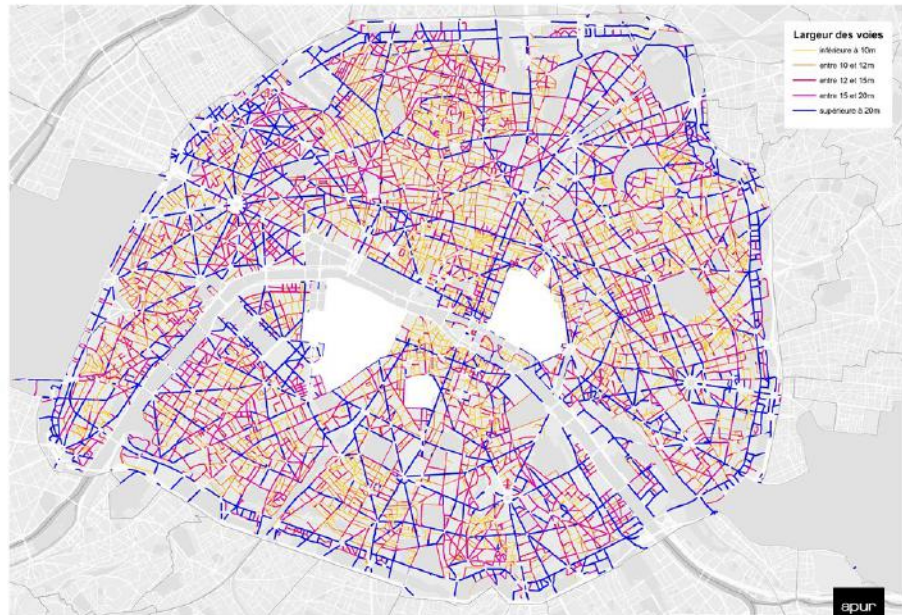 Largeur des voies
inférieure à 10m
entre 10 et 12m
entre 12 et 15m
entre 15 et 20m
supérieure à 20m
apur